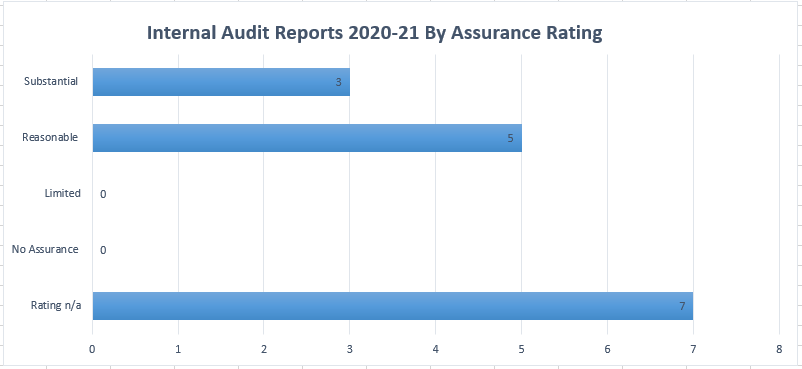 Internal Audit Reports 2020-21 By Assurance Rating
Substantial 3
Reasonable 5
Limited 0
No Assurance 0
Rating n/a 7
0 1 2 3 4 5 6 7 8